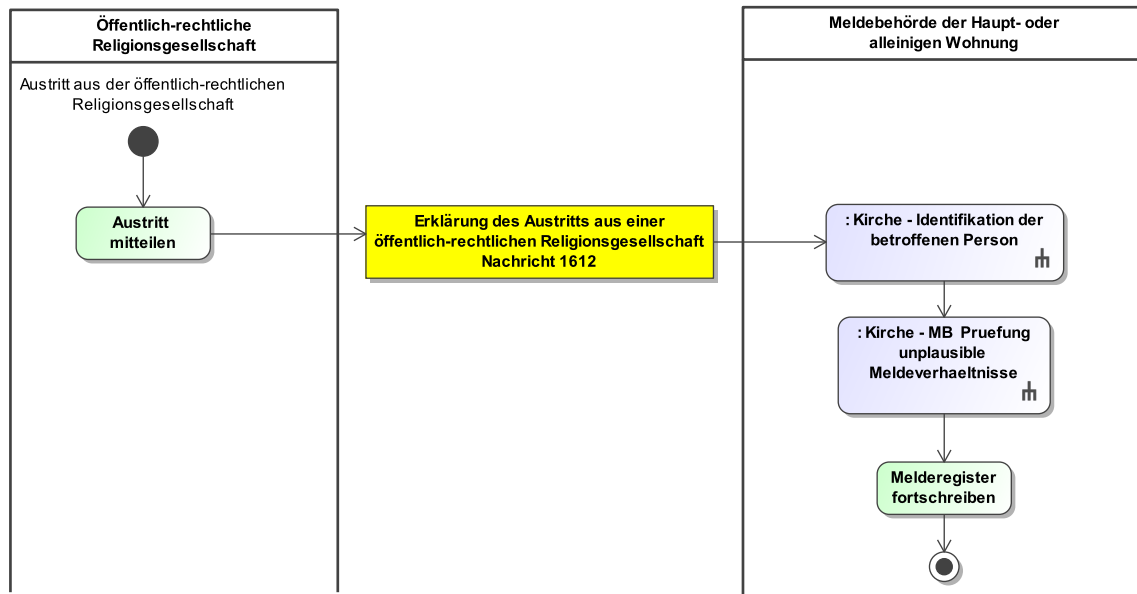 Öffentlich-rechtliche
Religionsgesellschaft
Meldebehörde der Haupt- oder
alleinigen Wohnung
Austritt aus der öffentlich-rechtlichen
Religionsgesellschaft
Austritt
mitteilen
Erklärung des Austritts aus einer
öffentlich-rechtlichen Religionsgesellschaft
Nachricht 1612
: Kirche - Identifikation der
betroffenen Person
: Kirche - MB Pruefung
unplausible
Meldeverhaeltnisse
Melderegister
fortschreiben